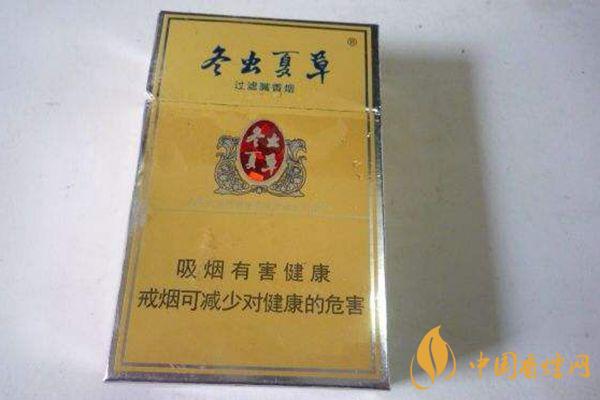 冬虫夏草®
过滤嘴香烟
冬虫
夏草
吸烟有害健康
戒烟可减少对健康的危害
中国香烟网